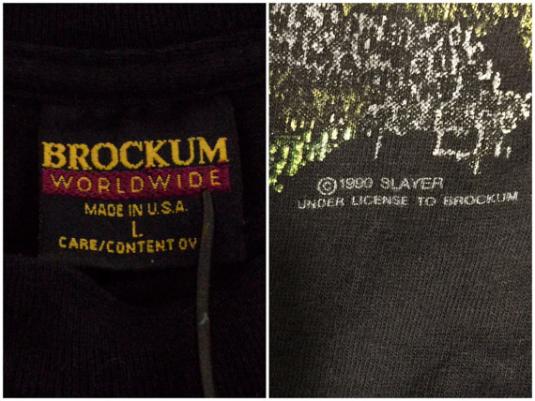 BROCKUM
WORLDWIDE
MADE IN U.S.A.
L
CARE/CONTENT OV
© 1990 SLAYER
UNDER LICENSE TO BROCKUM